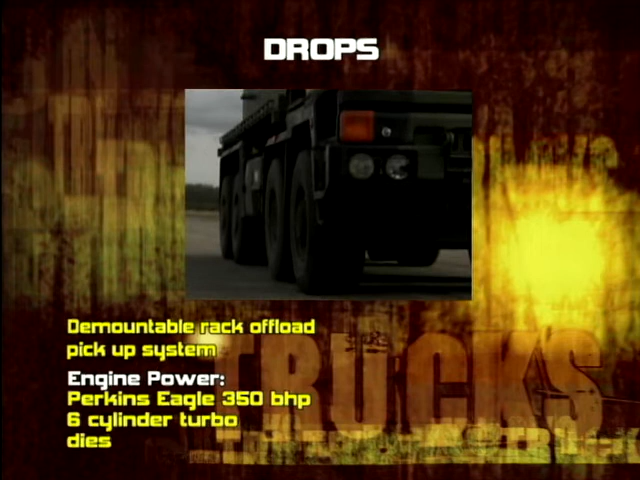 DROPS
Demountable rack offload
pick up system
Engine Power:
Perkins Eagle 350 bhp
6 cylinder turbo
dies
TRUCKS